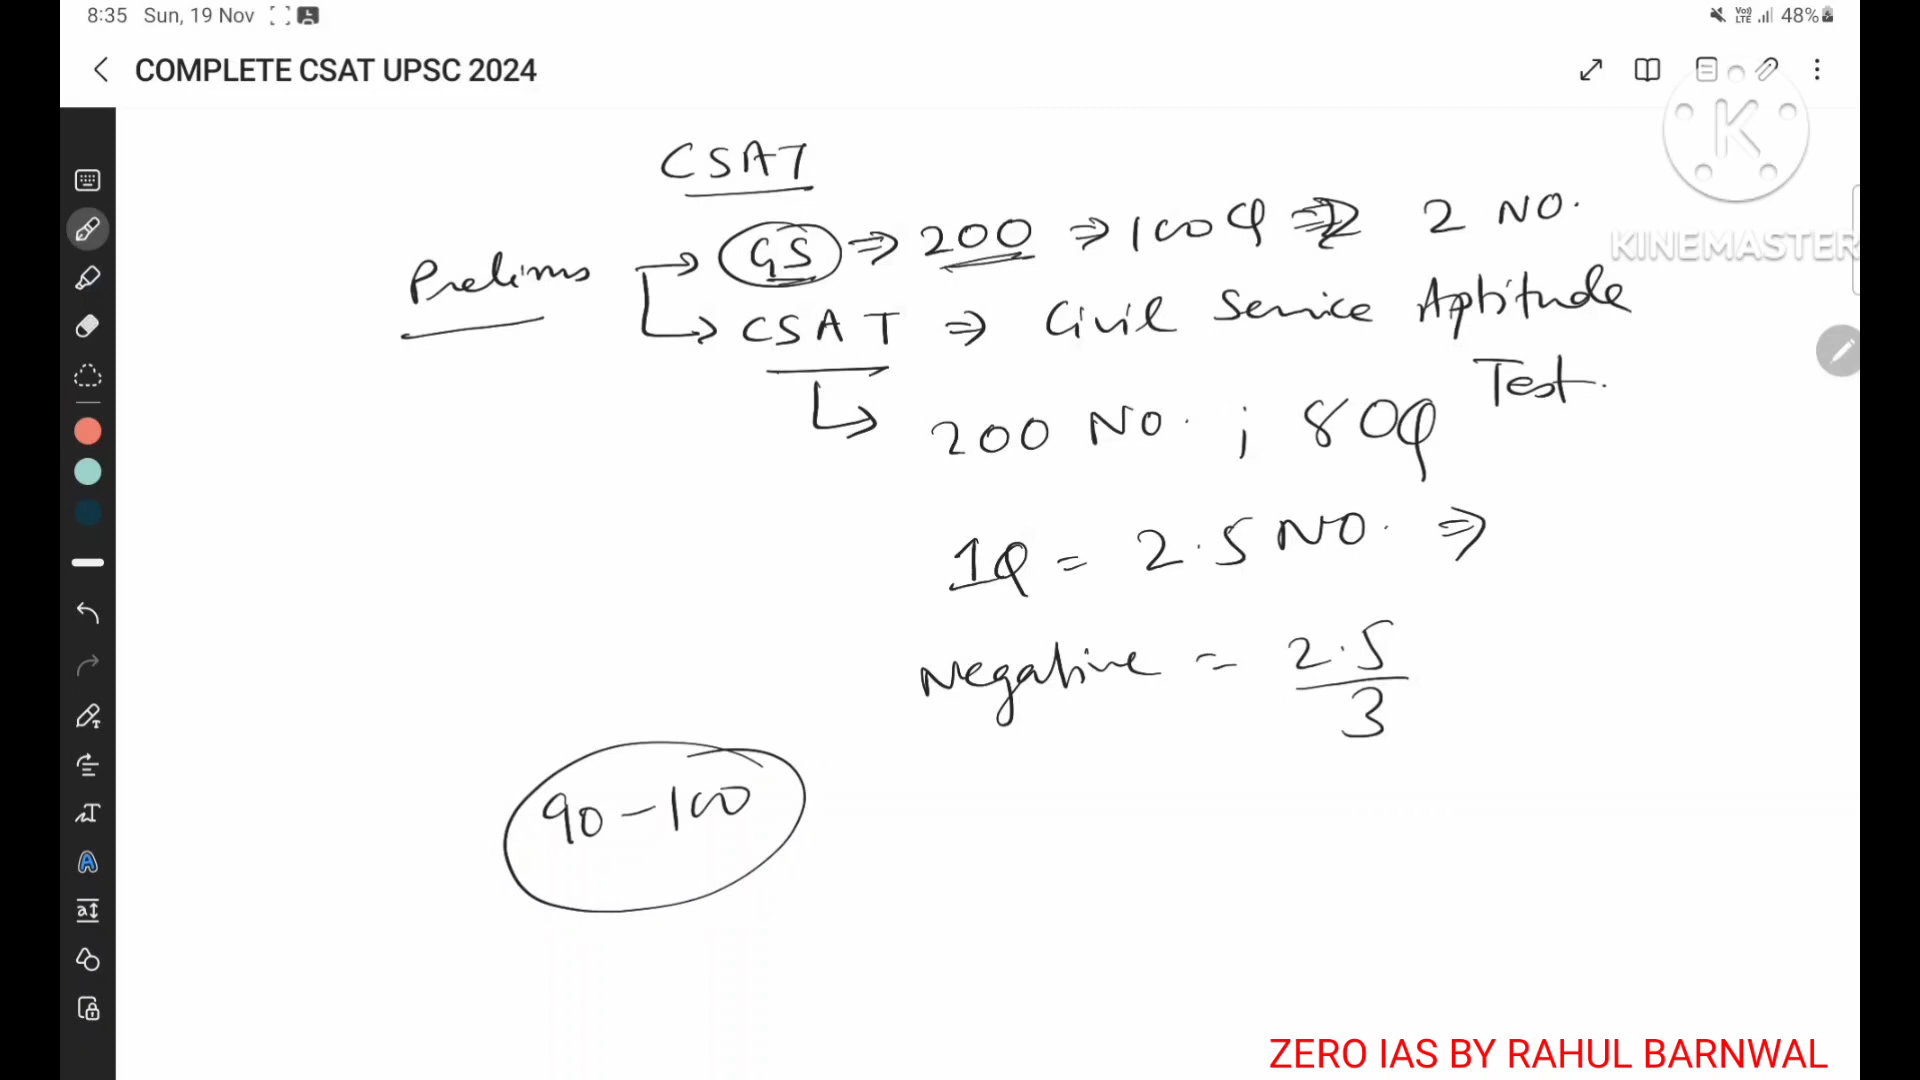 8:35 Sun, 19 Nov
48%
COMPLETE CSAT UPSC 2024
K
KINEMASTER
CSAT
Prelims
GS ⇒ 200 ⇒ 100Q ⇒ 2 NO.
CSAT ⇒ Civil Service Aptitude
Test.
200 NO. ; 80Q
1Q = 2.5 NO. ⇒
Negative = 2.5
3
90-100
ZERO IAS BY RAHUL BARNWAL